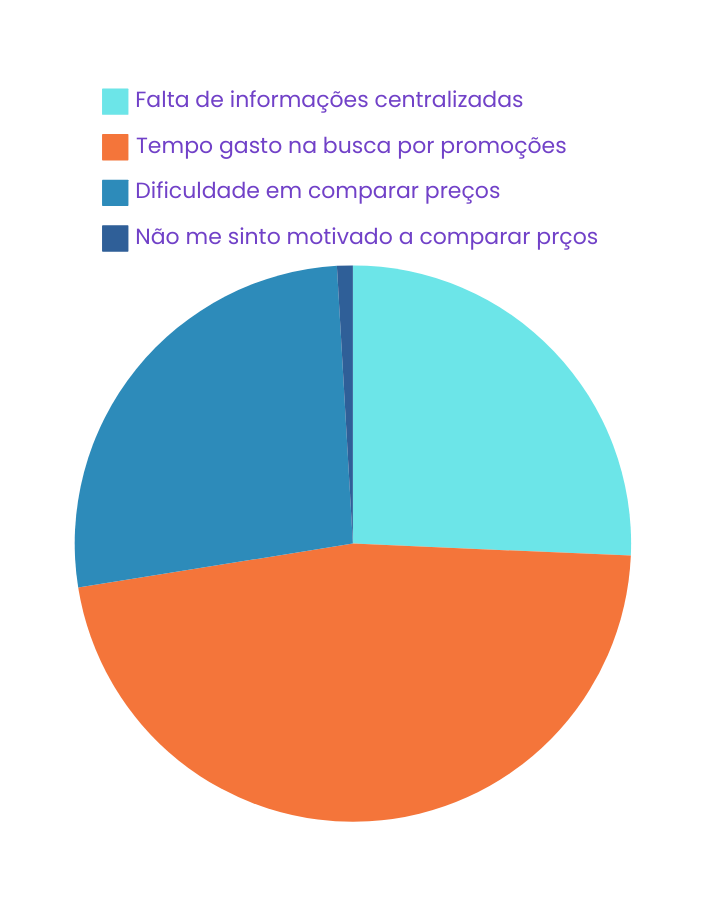 Falta de informações centralizadas
Tempo gasto na busca por promoções
Dificuldade em comparar preços
Não me sinto motivado a comparar prços